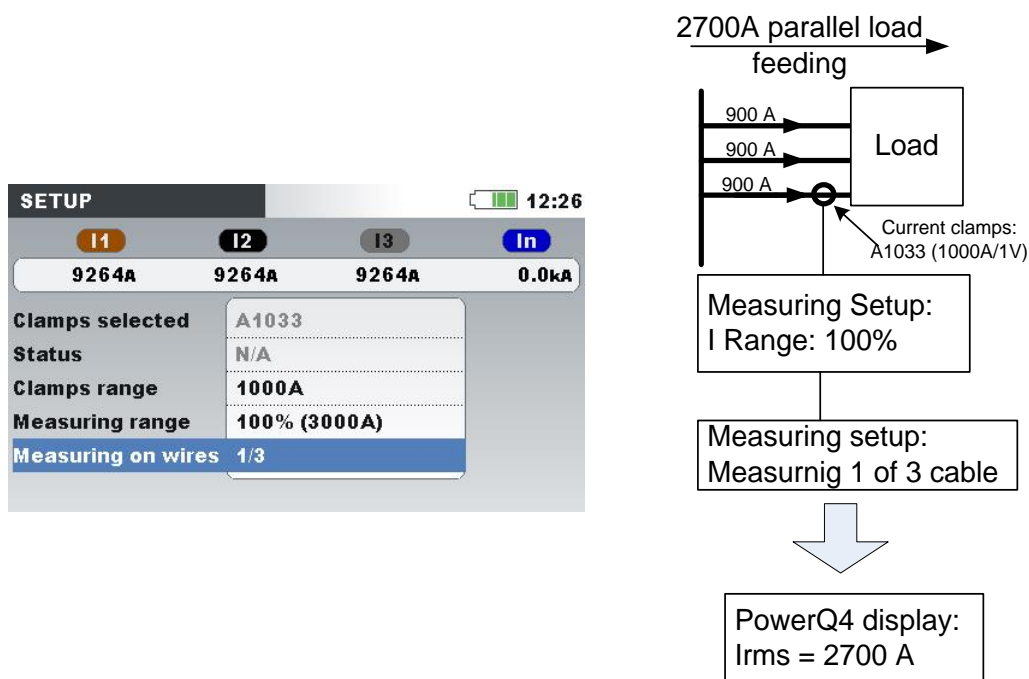 SETUP
12:26
I1 I2 I3 In
9264A 9264A 9264A 0.0kA
Clamps selected A1033
Status N/A
Clamps range 1000A
Measuring range 100% (3000A)
Measuring on wires 1/3
2700A parallel load
feeding
900 A
900 A
900 A
Load
Current clamps:
A1033 (1000A/1V)
Measuring Setup:
I Range: 100%
Measuring setup:
Measurnig 1 of 3 cable
PowerQ4 display:
Irms = 2700 A